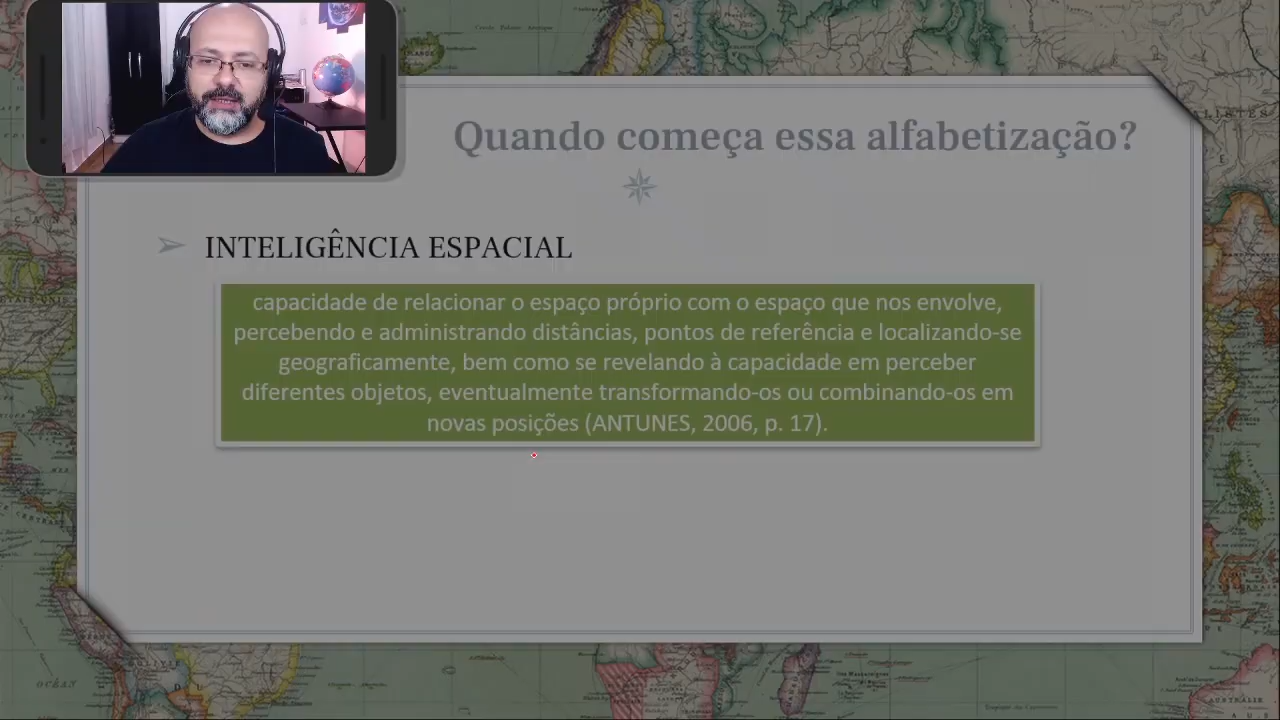 Quando começa essa alfabetização?
INTELIGÊNCIA ESPACIAL
capacidade de relacionar o espaço próprio com o espaço que nos envolve,
percebendo e administrando distâncias, pontos de referência e localizando-se
geograficamente, bem como se revelando à capacidade em perceber
diferentes objetos, eventualmente transformando-os ou combinando-os em
novas posições (ANTUNES, 2006, p. 17).
OCÉAN